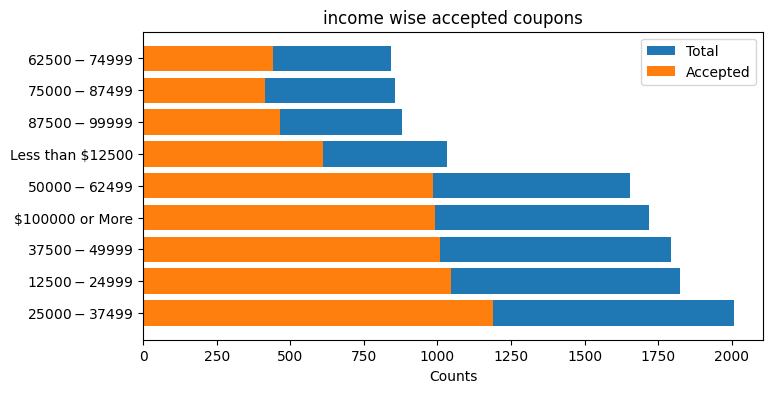 income wise accepted coupons
Total
Accepted
62500 − 74999
75000 − 87499
87500 − 99999
Less than $12500
50000 − 62499
$100000 or More
37500 − 49999
12500 − 24999
25000 − 37499
0 250 500 750 1000 1250 1500 1750 2000
Counts